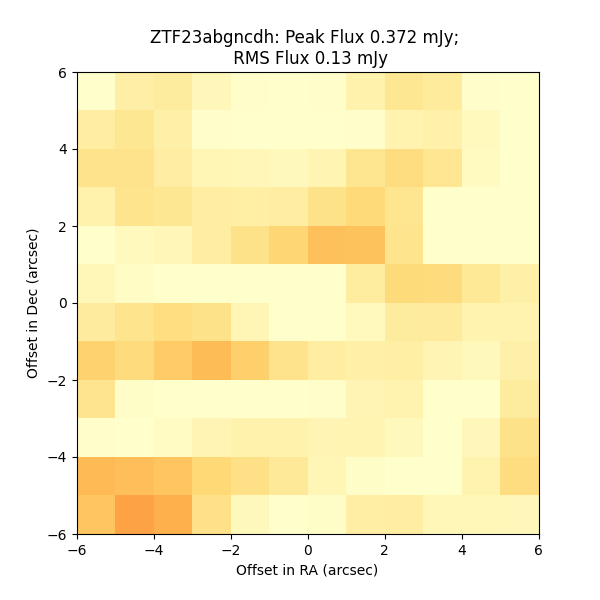 ZTF23abgncdh: Peak Flux 0.372 mJy;
RMS Flux 0.13 mJy
6
4
2
0
−2
−4
−6
Offset in Dec (arcsec)
−6 −4 −2 0 2 4 6
Offset in RA (arcsec)